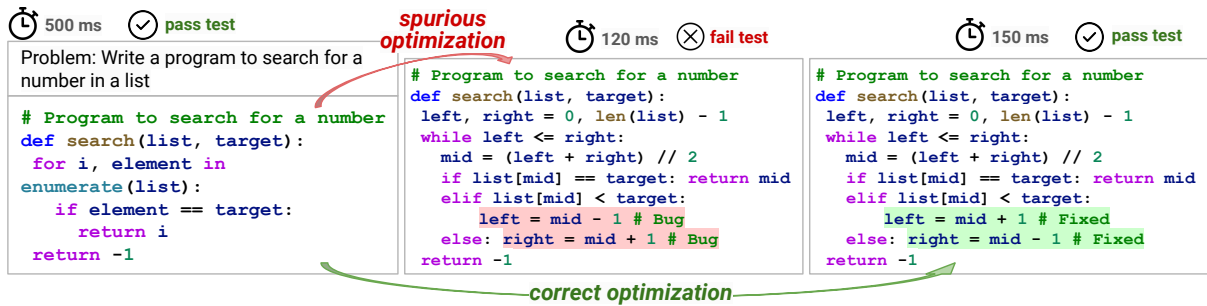 500 ms pass test
Problem: Write a program to search for a
number in a list
# Program to search for a number
def search(list, target):
for i, element in
enumerate(list):
if element == target:
return i
return -1
spurious
optimization
120 ms fail test
# Program to search for a number
def search(list, target):
left, right = 0, len(list) - 1
while left <= right:
mid = (left + right) // 2
if list[mid] == target: return mid
elif list[mid] < target:
left = mid - 1 # Bug
else: right = mid + 1 # Bug
return -1
150 ms pass test
# Program to search for a number
def search(list, target):
left, right = 0, len(list) - 1
while left <= right:
mid = (left + right) // 2
if list[mid] == target: return mid
elif list[mid] < target:
left = mid + 1 # Fixed
else: right = mid - 1 # Fixed
return -1
correct optimization